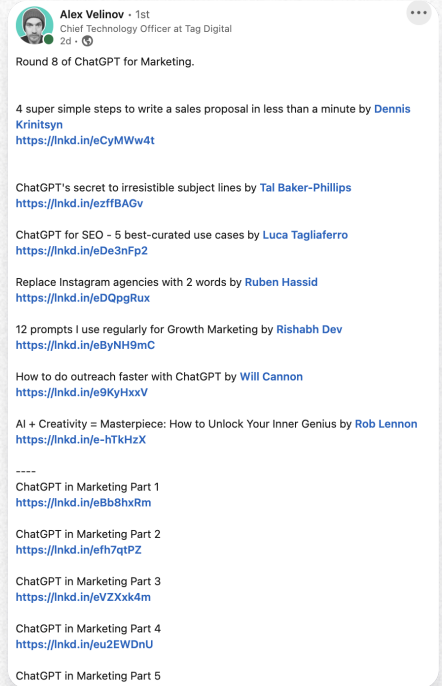 Alex Velinov • 1st
Chief Technology Officer at Tag Digital
2d •
Round 8 of ChatGPT for Marketing.
4 super simple steps to write a sales proposal in less than a minute by Dennis
Krinitsyn
https://lnkd.in/eCyMWw4t
ChatGPT's secret to irresistible subject lines by Tal Baker-Phillips
https://lnkd.in/ezffBAGv
ChatGPT for SEO - 5 best-curated use cases by Luca Tagliaferro
https://lnkd.in/eDe3nFp2
Replace Instagram agencies with 2 words by Ruben Hassid
https://lnkd.in/eDQpgRux
12 prompts I use regularly for Growth Marketing by Rishabh Dev
https://lnkd.in/eByNH9mC
How to do outreach faster with ChatGPT by Will Cannon
https://lnkd.in/e9KyHxxV
AI + Creativity = Masterpiece: How to Unlock Your Inner Genius by Rob Lennon
https://lnkd.in/e-hTkHzX
----
ChatGPT in Marketing Part 1
https://lnkd.in/eBb8hxRm
ChatGPT in Marketing Part 2
https://lnkd.in/efh7qtPZ
ChatGPT in Marketing Part 3
https://lnkd.in/eVZXxk4m
ChatGPT in Marketing Part 4
https://lnkd.in/eu2EWDnU
ChatGPT in Marketing Part 5